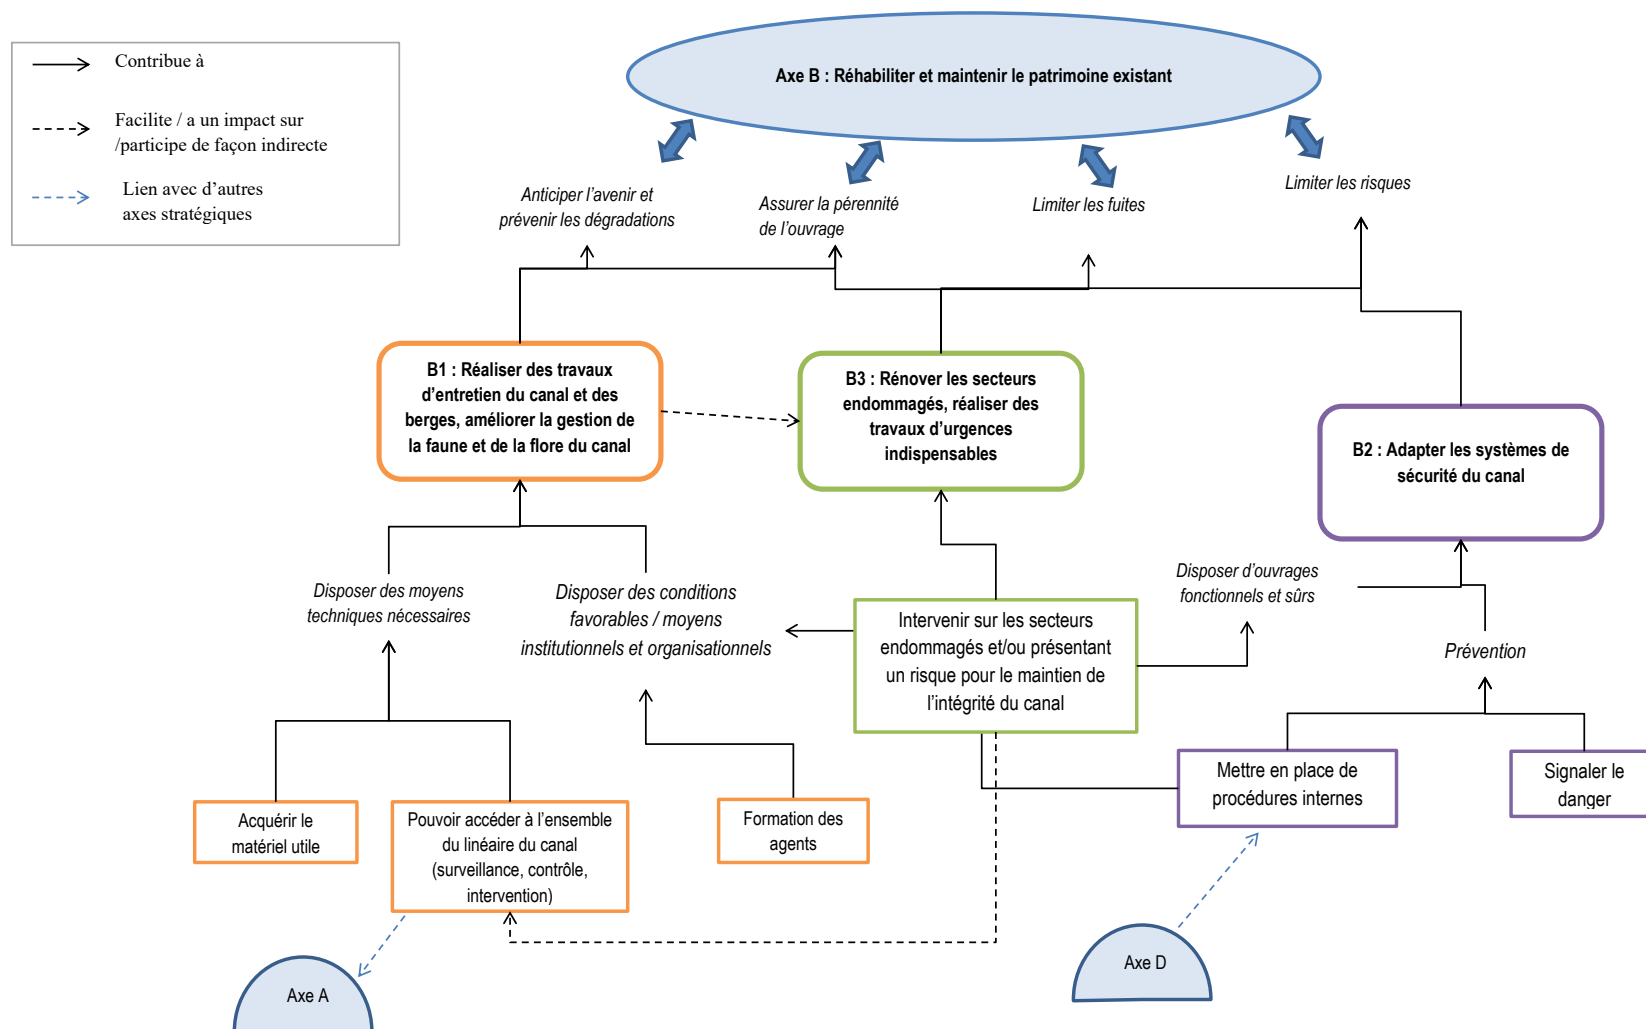 Contribue à
Facilite / a un impact sur
/participe de façon indirecte
Lien avec d'autres
axes stratégiques
Axe B : Réhabiliter et maintenir le patrimoine existant
Anticiper l'avenir et
prévenir les dégradations
Assurer la pérennité
de l'ouvrage
Limiter les fuites
Limiter les risques
B1 : Réaliser des travaux
d'entretien du canal et des
berges, améliorer la gestion de
la faune et de la flore du canal
B3 : Rénover les secteurs
endommagés, réaliser des
travaux d'urgences
indispensables
B2 : Adapter les systèmes de
sécurité du canal
Disposer des moyens
techniques nécessaires
Disposer des conditions
favorables / moyens
institutionnels et organisationnels
Intervenir sur les secteurs
endommagés et/ou présentant
un risque pour le maintien de
l'intégrité du canal
Disposer d'ouvrages
fonctionnels et sûrs
Prévention
Acquérir le
matériel utile
Pouvoir accéder à l'ensemble
du linéaire du canal
(surveillance, contrôle,
intervention)
Formation des
agents
Mettre en place de
procédures internes
Signaler le
danger
Axe A
Axe D